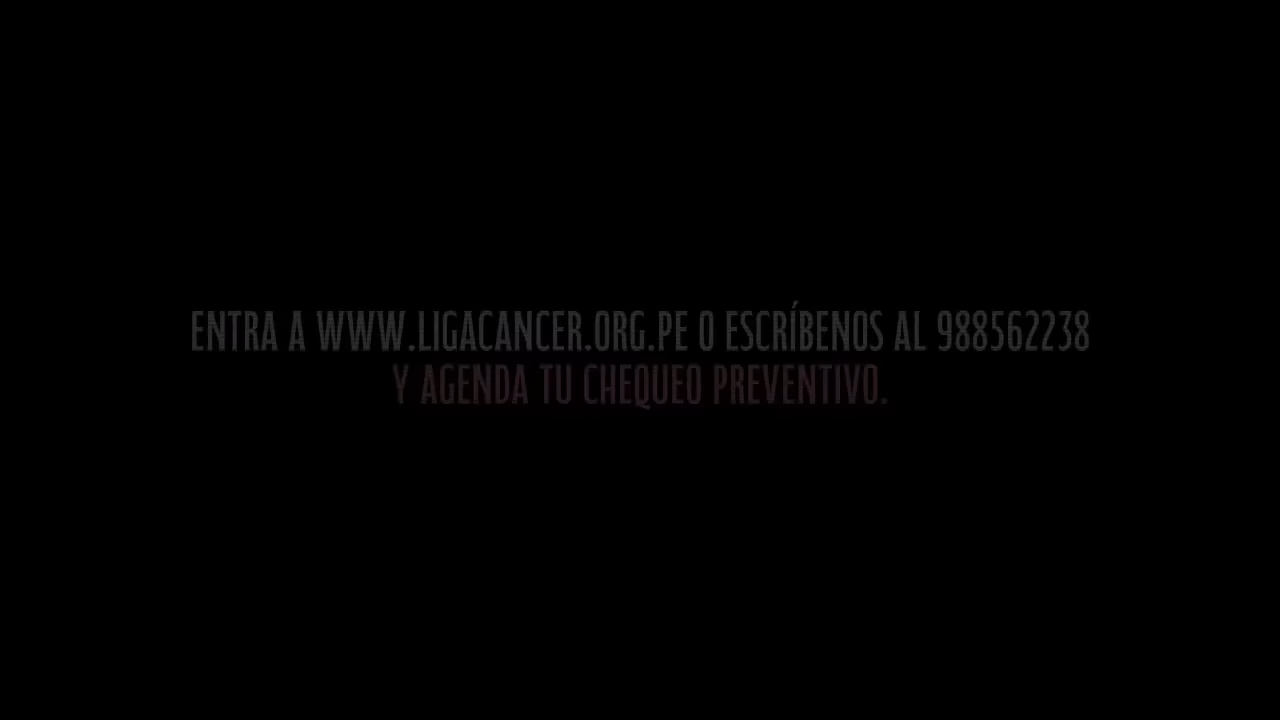 ENTRA A WWW.LIGACANCER.ORG.PE O ESCRÍBENOS AL 988562238
Y AGENDA TU CHEQUEO PREVENTIVO.